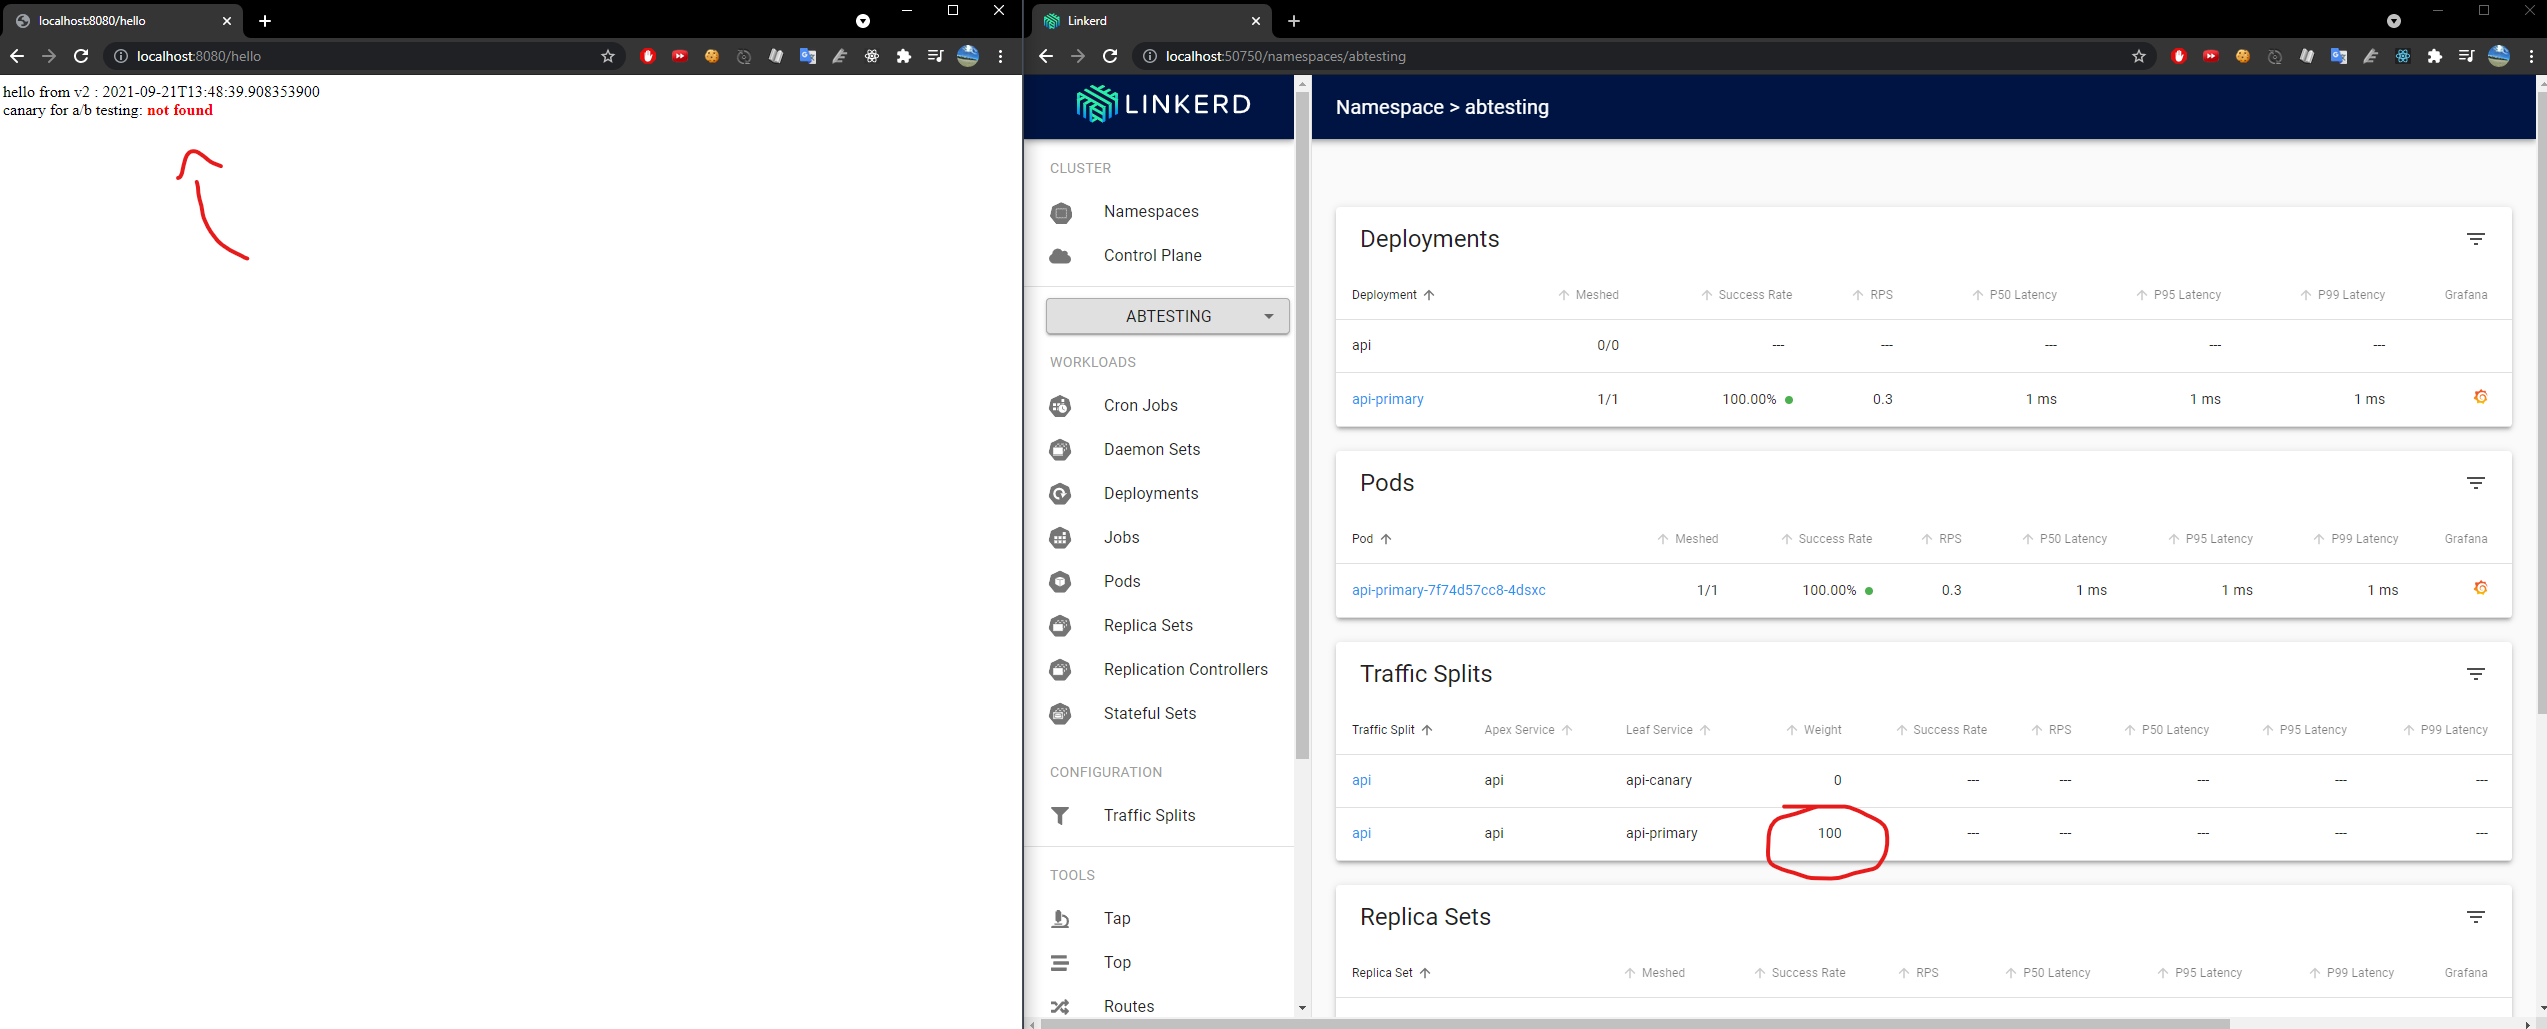 localhost:8080/hello
localhost:8080/hello
hello from v2 : 2021-09-21T13:48:39.908353900
canary for a/b testing: not found
Linkerd
localhost:50750/namespaces/abtesting
LINKERD
Namespace > abtesting
CLUSTER
Namespaces
Control Plane
ABTESTING
WORKLOADS
Cron Jobs
Daemon Sets
Deployments
Jobs
Pods
Replica Sets
Replication Controllers
Stateful Sets
CONFIGURATION
Traffic Splits
TOOLS
Tap
Top
Routes
Deployments
Deployment Meshed Success Rate RPS P50 Latency P95 Latency P99 Latency Grafana
api 0/0 --- --- --- --- ---
api-primary 1/1 100.00% 0.3 1 ms 1 ms 1 ms
Pods
Pod Meshed Success Rate RPS P50 Latency P95 Latency P99 Latency Grafana
api-primary-7f74d57cc8-4dsxc 1/1 100.00% 0.3 1 ms 1 ms 1 ms
Traffic Splits
Traffic Split Apex Service Leaf Service Weight Success Rate RPS P50 Latency P95 Latency P99 Latency
api api api-canary 0 --- --- --- --- ---
api api api-primary 100 --- --- --- --- ---
Replica Sets
Replica Set Meshed Success Rate RPS P50 Latency P95 Latency P99 Latency Grafana